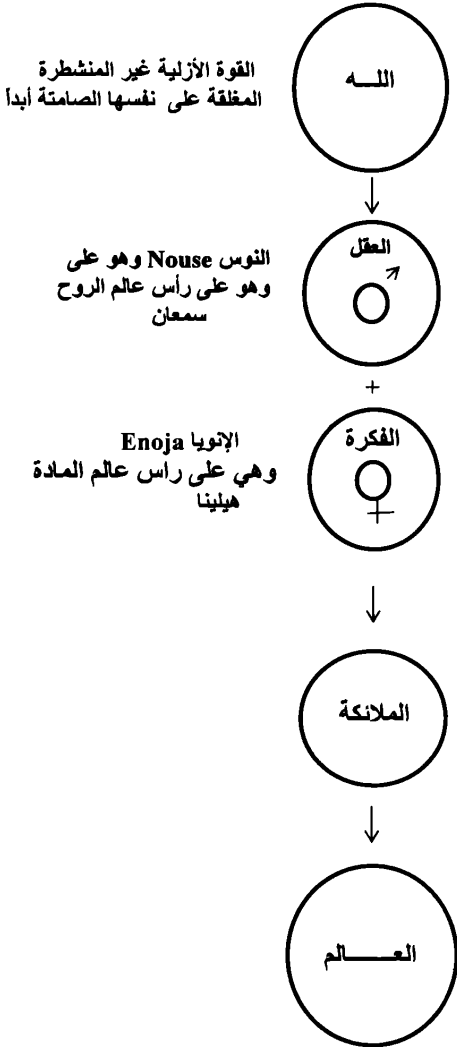 اللـــه
القوة الأزلية غير المنشطرة
المغلقة على نفسها الصامتة أبداً
العقل
النوس Nouse وهو على
وهو على رأس عالم الروح
سمعان
+
الفكرة
الإنويا Enoja
وهي على راس عالم المادة
هيلينا
الملائكة
العـــــالم